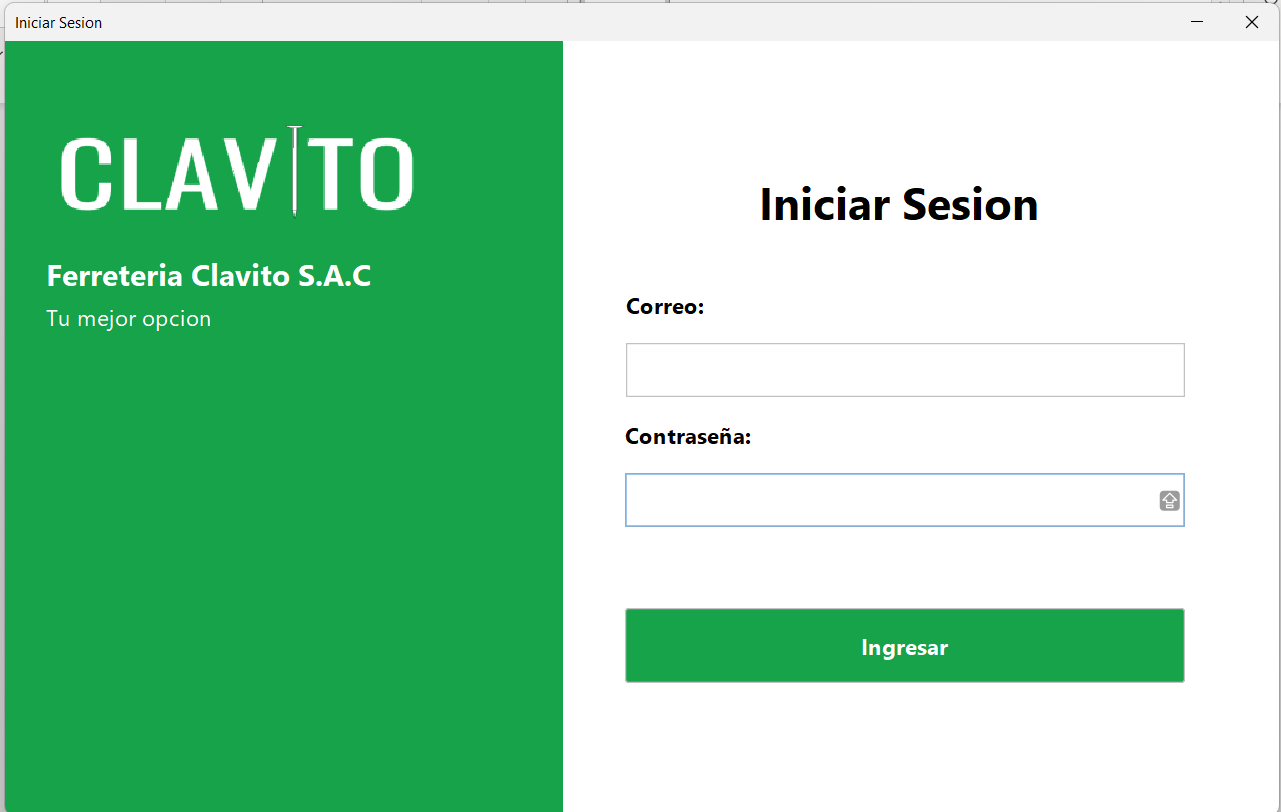 Iniciar Sesion
CLAVITO
Ferreteria Clavito S.A.C
Tu mejor opcion
Iniciar Sesion
Correo:
Contraseña:
Ingresar